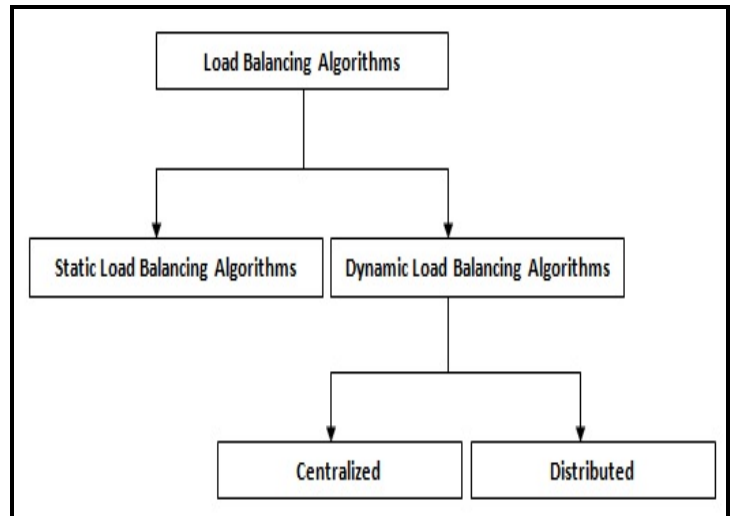 Load Balancing Algorithms
Static Load Balancing Algorithms
Dynamic Load Balancing Algorithms
Centralized
Distributed